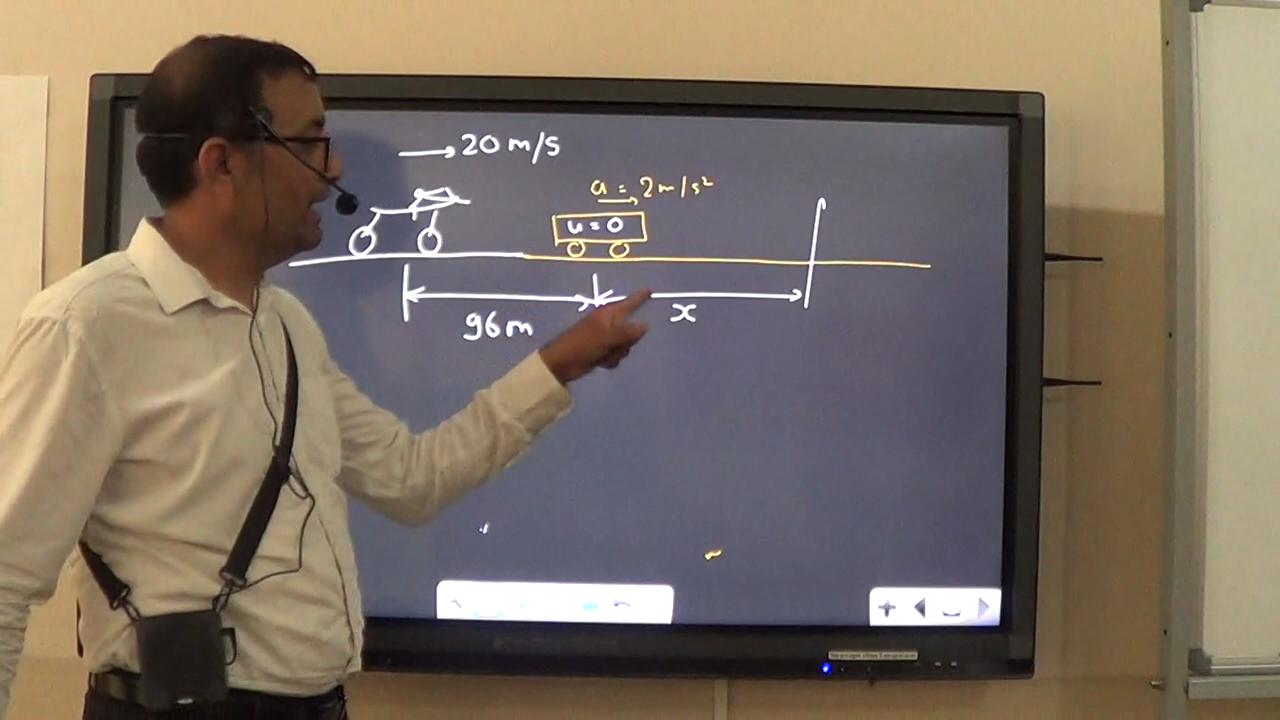 20 m/s
a = 2 m/s²
u = 0
96 m
x